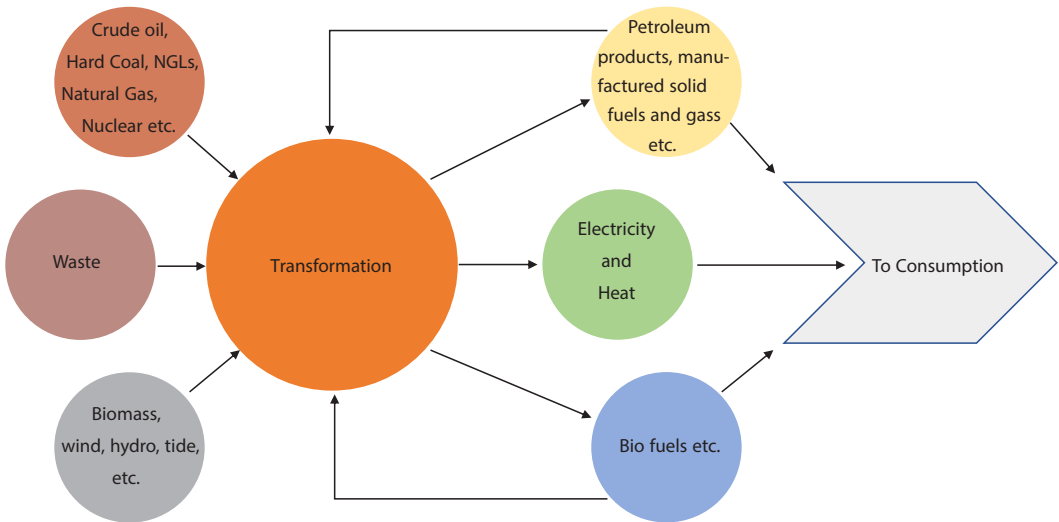 Crude oil,
Hard Coal, NGLs,
Natural Gas,
Nuclear etc.
Petroleum
products, manu-
factured solid
fuels and gass
etc.
Waste
Transformation
Electricity
and
Heat
To Consumption
Biomass,
wind, hydro, tide,
etc.
Bio fuels etc.